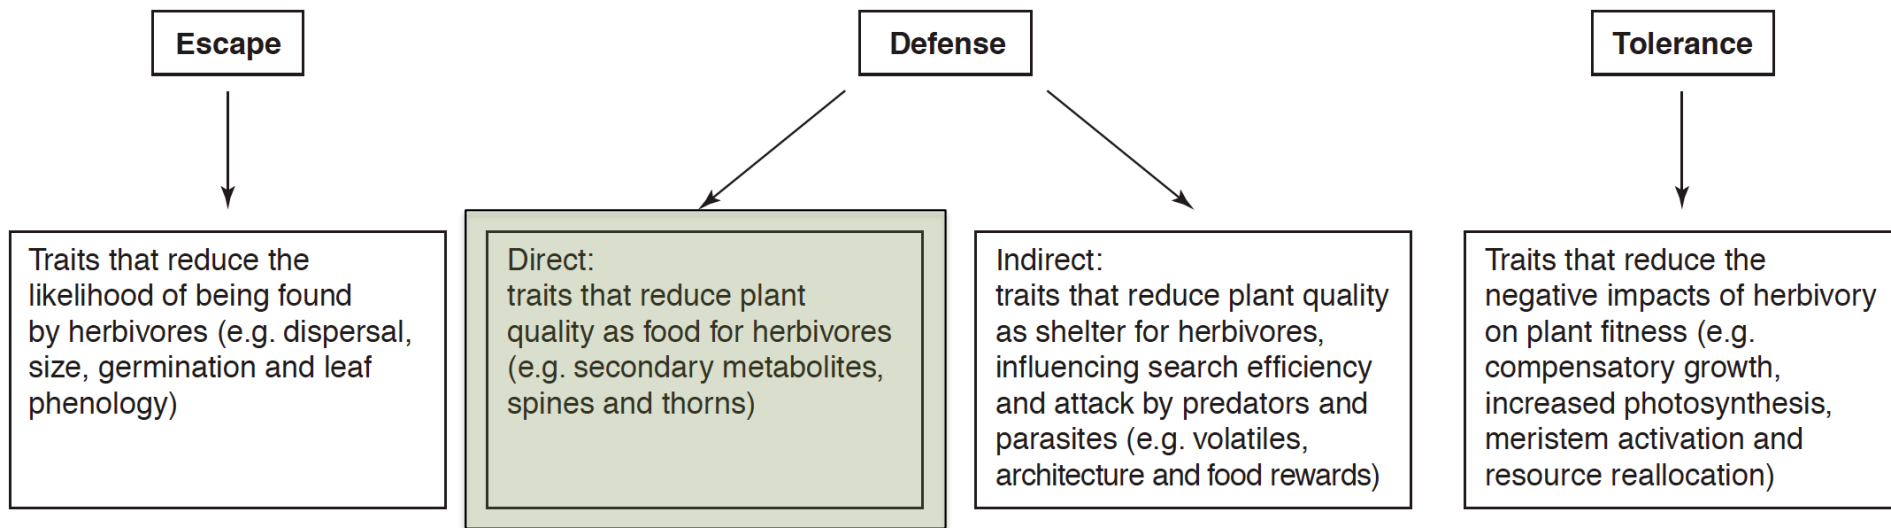 Escape
Defense
Tolerance
Traits that reduce the
likelihood of being found
by herbivores (e.g. dispersal,
size, germination and leaf
phenology)
Direct:
traits that reduce plant
quality as food for herbivores
(e.g. secondary metabolites,
spines and thorns)
Indirect:
traits that reduce plant quality
as shelter for herbivores,
influencing search efficiency
and attack by predators and
parasites (e.g. volatiles,
architecture and food rewards)
Traits that reduce the
negative impacts of herbivory
on plant fitness (e.g.
compensatory growth,
increased photosynthesis,
meristem activation and
resource reallocation)